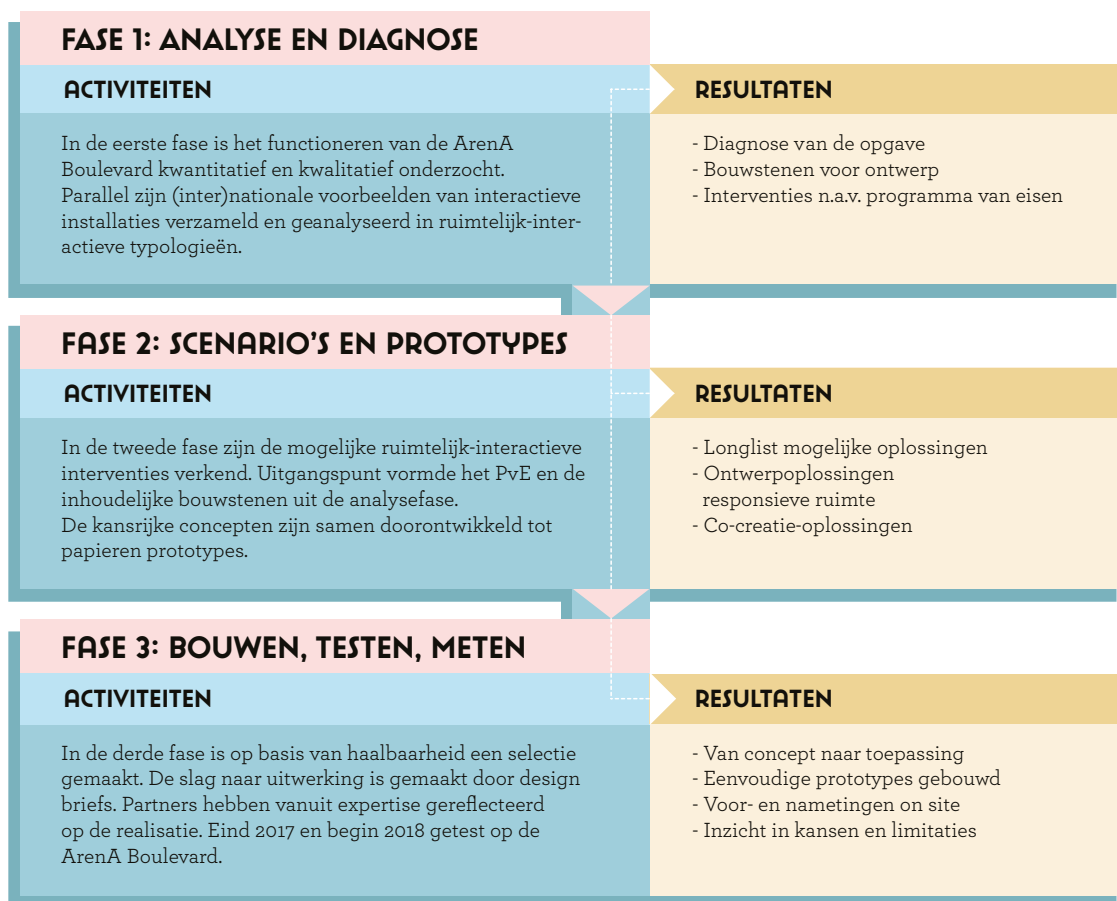 FASE 1: ANALYSE EN DIAGNOSE
ACTIVITEITEN
In de eerste fase is het functioneren van de ArenA
Boulevard kwantitatief en kwalitatief onderzocht.
Parallel zijn (inter)nationale voorbeelden van interactieve
installaties verzameld en geanalyseerd in ruimtelijk-inter-
actieve typologieën.
RESULTATEN
- Diagnose van de opgave
- Bouwstenen voor ontwerp
- Interventies n.a.v. programma van eisen
FASE 2: SCENARIO'S EN PROTOTYPES
ACTIVITEITEN
In de tweede fase zijn de mogelijke ruimtelijk-interactieve
interventies verkend. Uitgangspunt vormde het PvE en de
inhoudelijke bouwstenen uit de analysefase.
De kansrijke concepten zijn samen doorontwikkeld tot
papieren prototypes.
RESULTATEN
- Longlist mogelijke oplossingen
- Ontwerpoplossingen
responsieve ruimte
- Co-creatie-oplossingen
FASE 3: BOUWEN, TESTEN, METEN
ACTIVITEITEN
In de derde fase is op basis van haalbaarheid een selectie
gemaakt. De slag naar uitwerking is gemaakt door design
briefs. Partners hebben vanuit expertise gereflecteerd
op de realisatie. Eind 2017 en begin 2018 getest op de
ArenA Boulevard.
RESULTATEN
- Van concept naar toepassing
- Eenvoudige prototypes gebouwd
- Voor- en nametingen on site
- Inzicht in kansen en limitaties